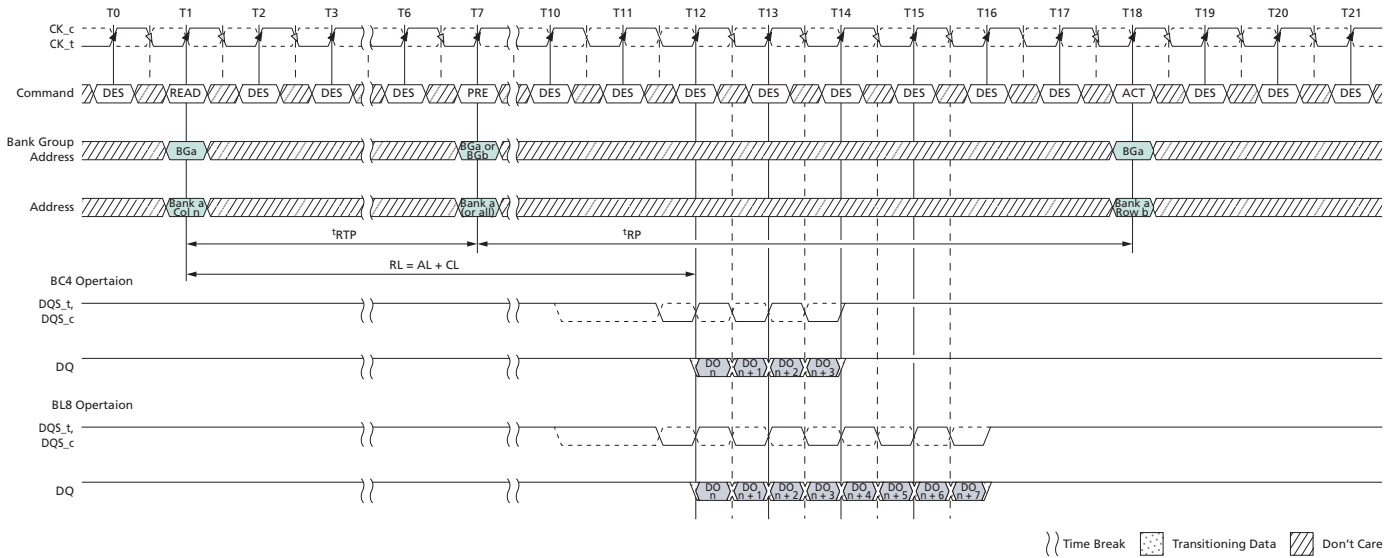 T0 T1 T2 T3 T6 T7 T10 T11 T12 T13 T14 T15 T16 T17 T18 T19 T20 T21
CK_c
CK_t
Command DES READ DES DES DES PRE DES DES DES DES DES DES DES DES ACT DES DES DES
Bank Group
Address
BGa
BGa or
BGb
BGa
Address
Bank a
Col n
Bank a
(or all)
Bank a
Row b
tRTP tRP
RL = AL + CL
BC4 Opertaion
DQS_t,
DQS_c
DQ
DO
n
DO
n + 1
DO
n + 2
DO
n + 3
BL8 Opertaion
DQS_t,
DQS_c
DQ
DO
n
DO
n + 1
DO
n + 2
DO
n + 3
DO
n + 4
DO
n + 5
DO
n + 6
DO
n + 7
Time Break Transitioning Data Don't Care